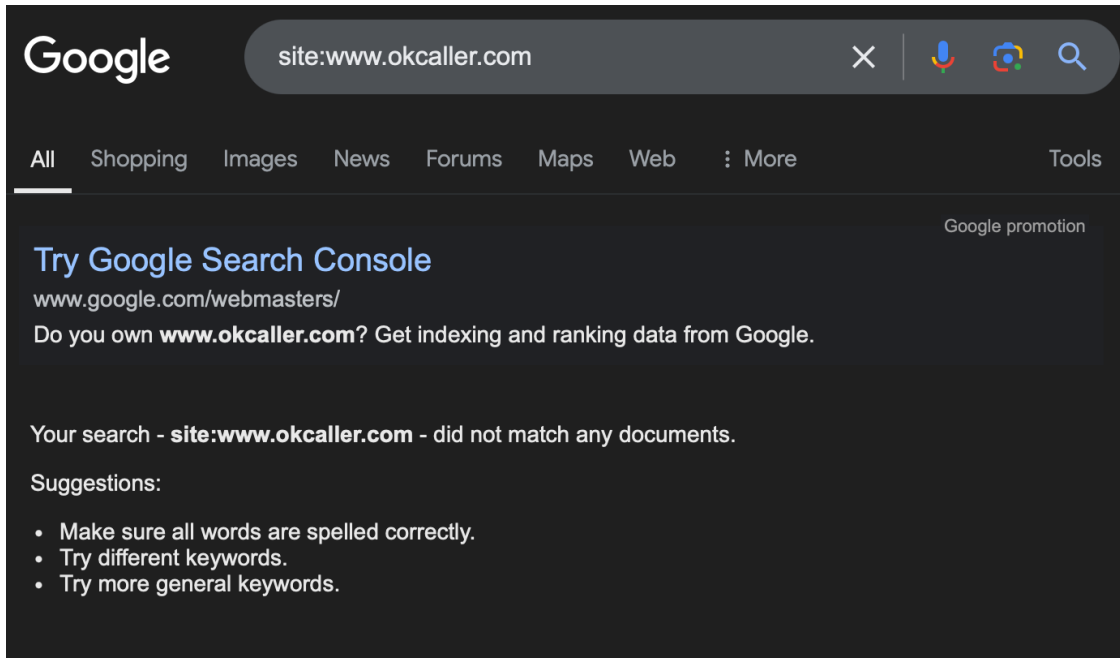 Google
site:www.okcaller.com
All Shopping Images News Forums Maps Web More Tools
Google promotion
Try Google Search Console
www.google.com/webmasters/
Do you own www.okcaller.com? Get indexing and ranking data from Google.
Your search - site:www.okcaller.com - did not match any documents.
Suggestions:
• Make sure all words are spelled correctly.
• Try different keywords.
• Try more general keywords.